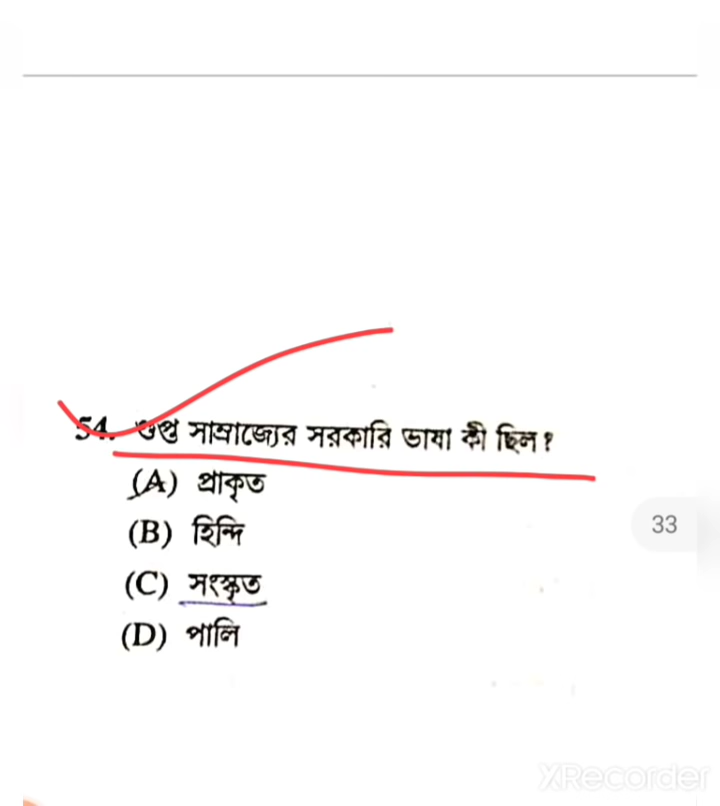 54. গুপ্ত সাম্রাজ্যের সরকারি ভাষা কী ছিল?
(A) প্রাকৃত
(B) হিন্দি
33
(C) সংস্কৃত
(D) পালি
XRecorder